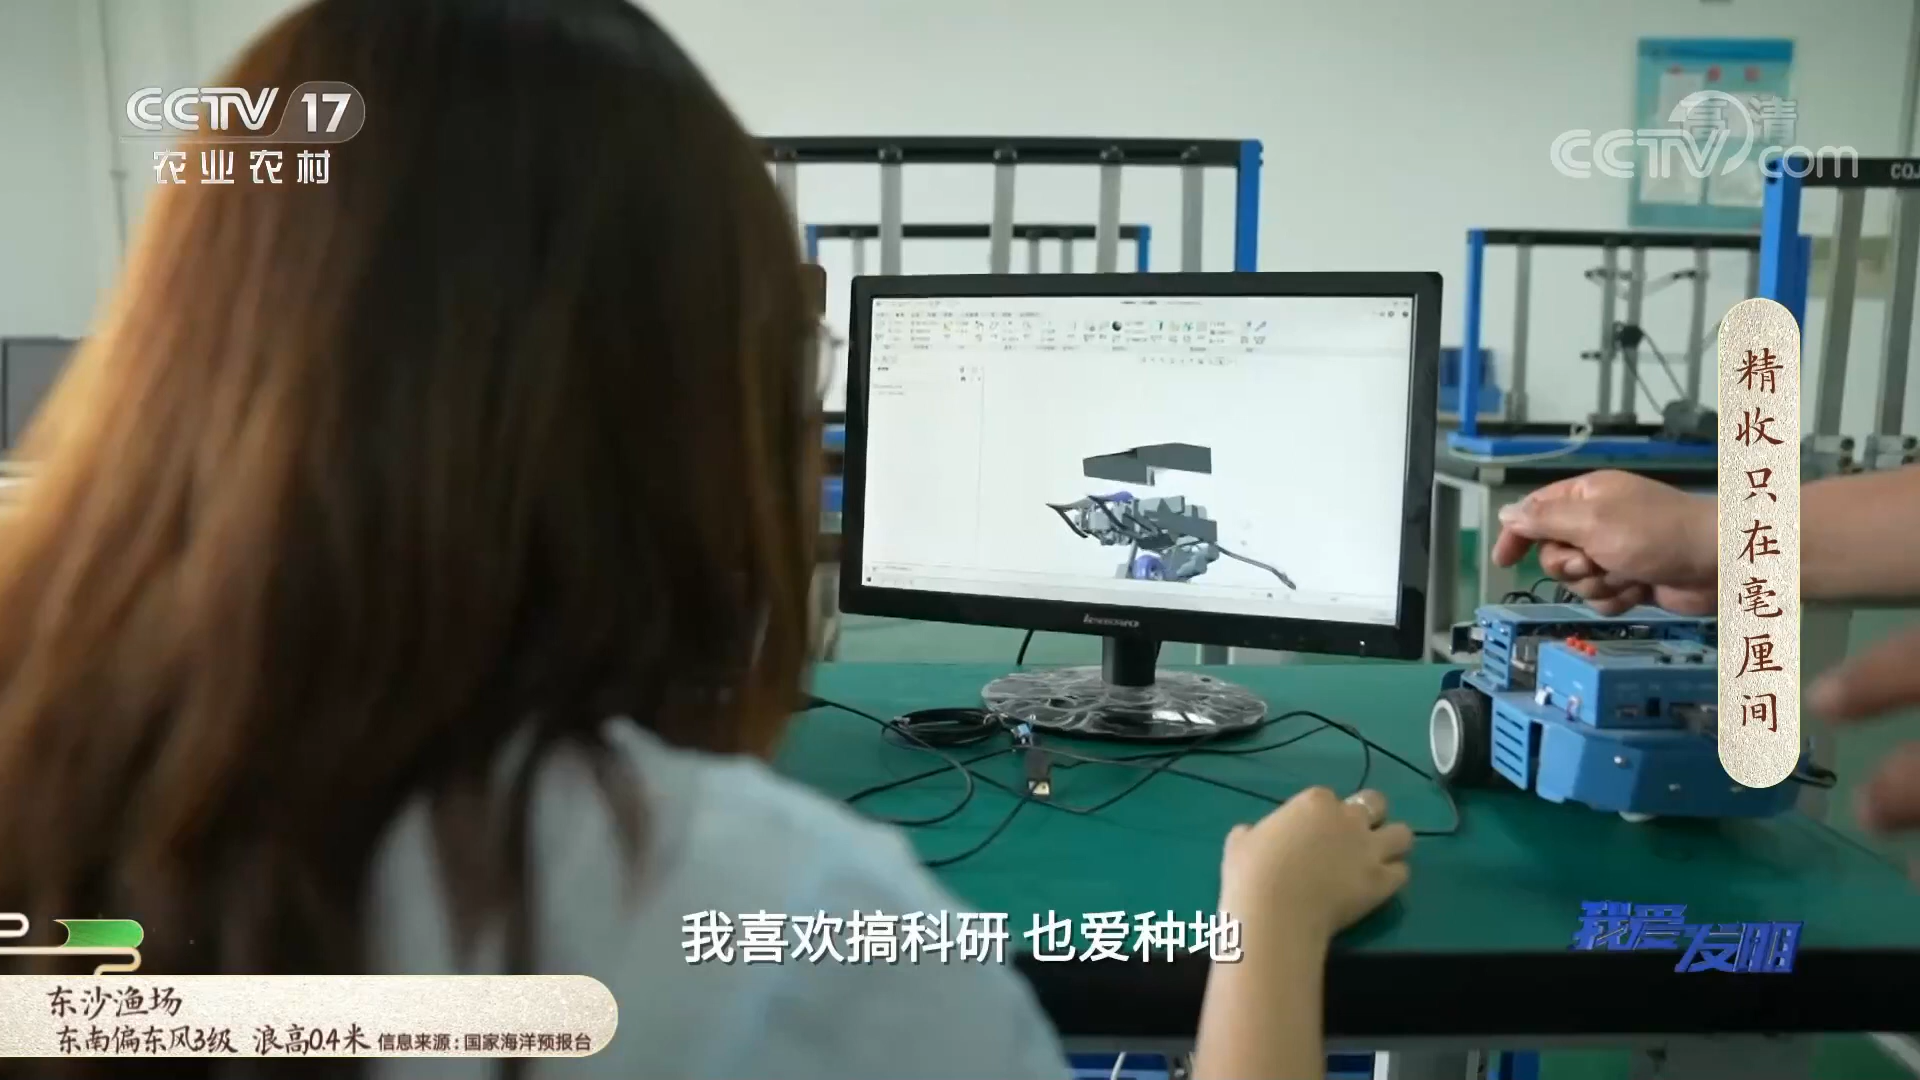 CCTV 17
农业农村
高清
CCTV com
COJ
精收只在毫厘间
lenovo
我喜欢搞科研 也爱种地
我爱发明
东沙渔场
东南偏东风3级 浪高0.4米 信息来源:国家海洋预报台